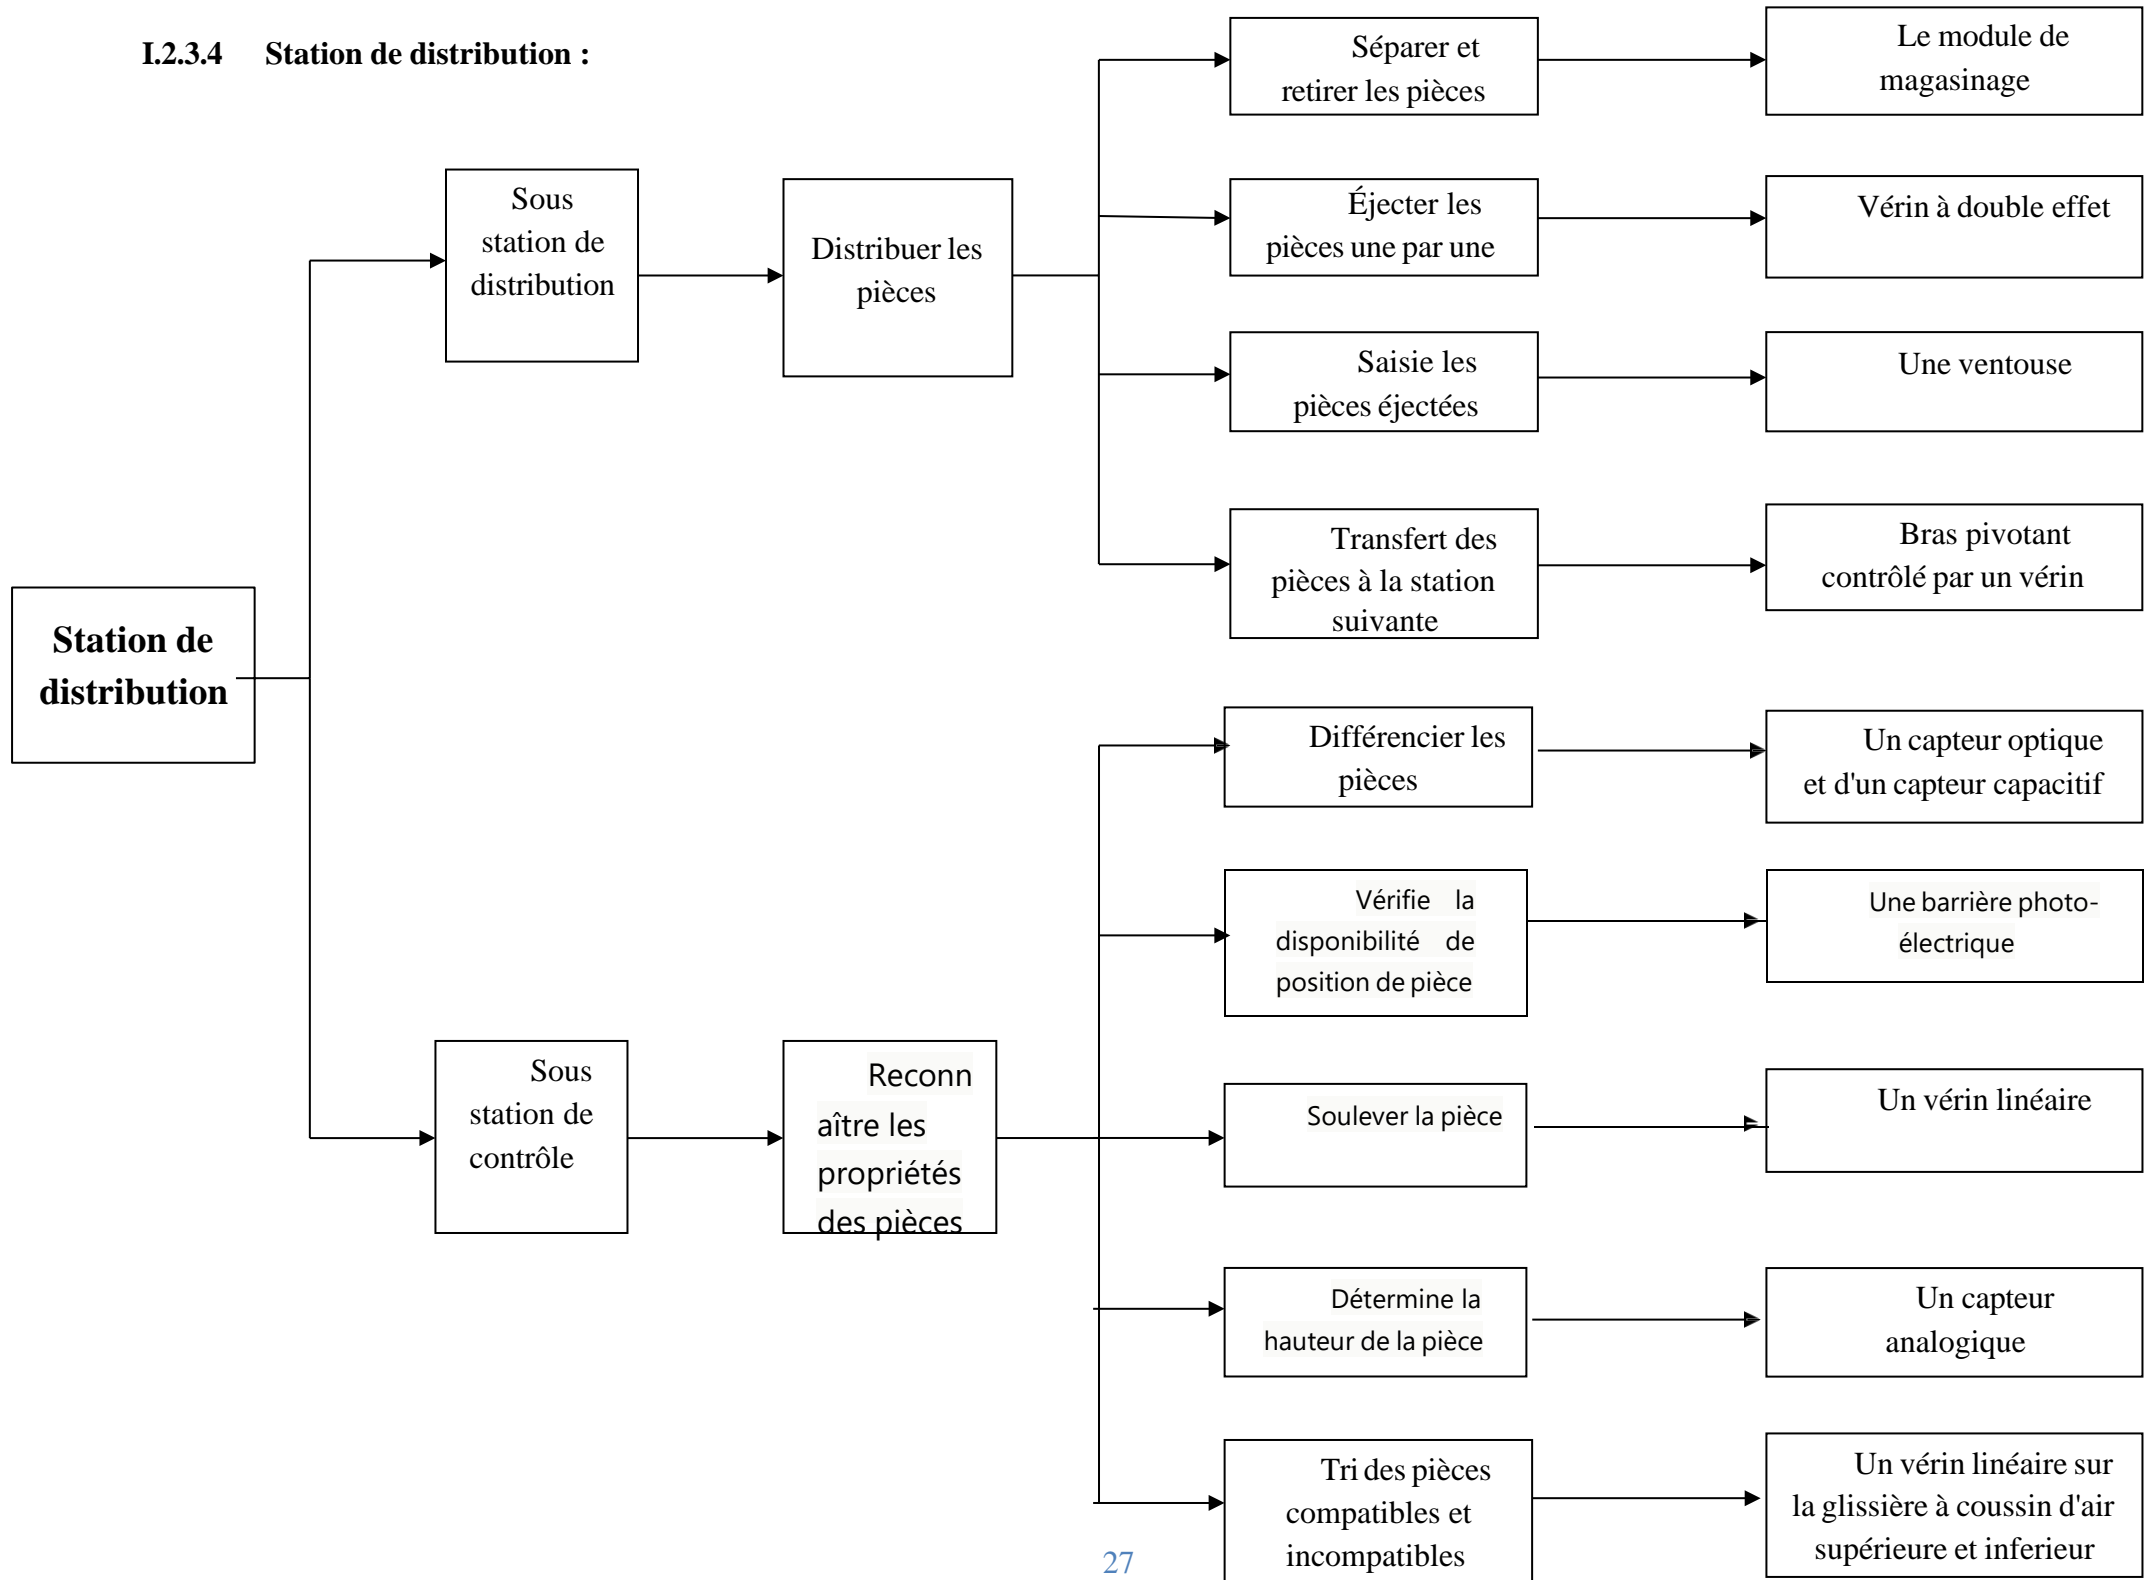 I.2.3.4 Station de distribution :
Station de
distribution
Sous
station de
distribution
Distribuer les
pièces
Séparer et
retirer les pièces
Le module de
magasinage
Éjecter les
pièces une par une
Vérin à double effet
Saisie les
pièces éjectées
Une ventouse
Transfert des
pièces à la station
suivante
Bras pivotant
contrôlé par un vérin
Sous
station de
contrôle
Reconn
aître les
propriétés
des pièces
Différencier les
pièces
Un capteur optique
et d'un capteur capacitif
Vérifie la
disponibilité de
position de pièce
Une barrière photo-
électrique
Soulever la pièce
Un vérin linéaire
Détermine la
hauteur de la pièce
Un capteur
analogique
Tri des pièces
compatibles et
incompatibles
Un vérin linéaire sur
la glissière à coussin d'air
supérieure et inferieur
27